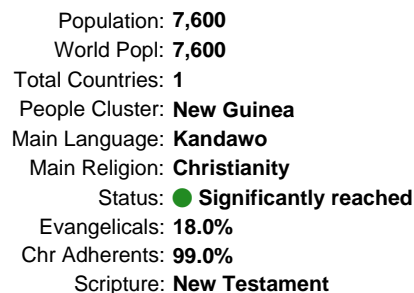 Population: 7,600
World Popl: 7,600
Total Countries: 1
People Cluster: New Guinea
Main Language: Kandawo
Main Religion: Christianity
Status: Significantly reached
Evangelicals: 18.0%
Chr Adherents: 99.0%
Scripture: New Testament